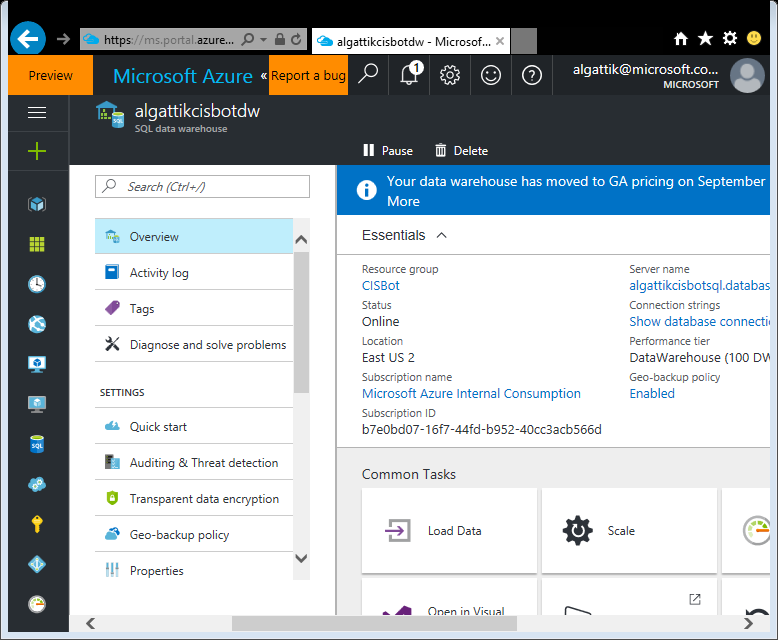 https://ms.portal.azure...
algattikcisbotdw - Microsof...
Preview
Microsoft Azure «
Report a bug
1
algattik@microsoft.co...
MICROSOFT
algattikcisbotdw
SQL data warehouse
Pause
Delete
Search (Ctrl+/)
Overview
Activity log
Tags
Diagnose and solve problems
SETTINGS
Quick start
Auditing & Threat detection
Transparent data encryption
Geo-backup policy
Properties
Your data warehouse has moved to GA pricing on September
More
Essentials
Resource group
CISBot
Status
Online
Location
East US 2
Subscription name
Microsoft Azure Internal Consumption
Subscription ID
b7e0bd07-16f7-44fd-b952-40cc3acb566d
Server name
algattikcisbotsql.databas
Connection strings
Show database connecti
Performance tier
DataWarehouse (100 DW
Geo-backup policy
Enabled
Common Tasks
Load Data
Scale
Open in Visual